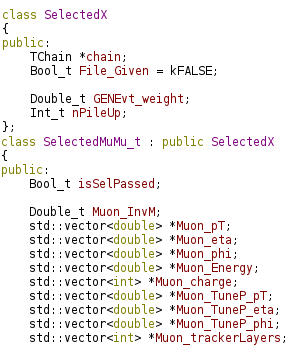 class SelectedX
{
public:
TChain *chain;
Bool_t File_Given = kFALSE;
Double_t GENEvt_weight;
Int_t nPileUp;
};
class SelectedMuMu_t : public SelectedX
{
public:
Bool_t isSelPassed;
Double_t Muon_InvM;
std::vector<double> *Muon_pT;
std::vector<double> *Muon_eta;
std::vector<double> *Muon_phi;
std::vector<double> *Muon_Energy;
std::vector<int> *Muon_charge;
std::vector<double> *Muon_TuneP_pT;
std::vector<double> *Muon_TuneP_eta;
std::vector<double> *Muon_TuneP_phi;
std::vector<int> *Muon_trackerLayers;